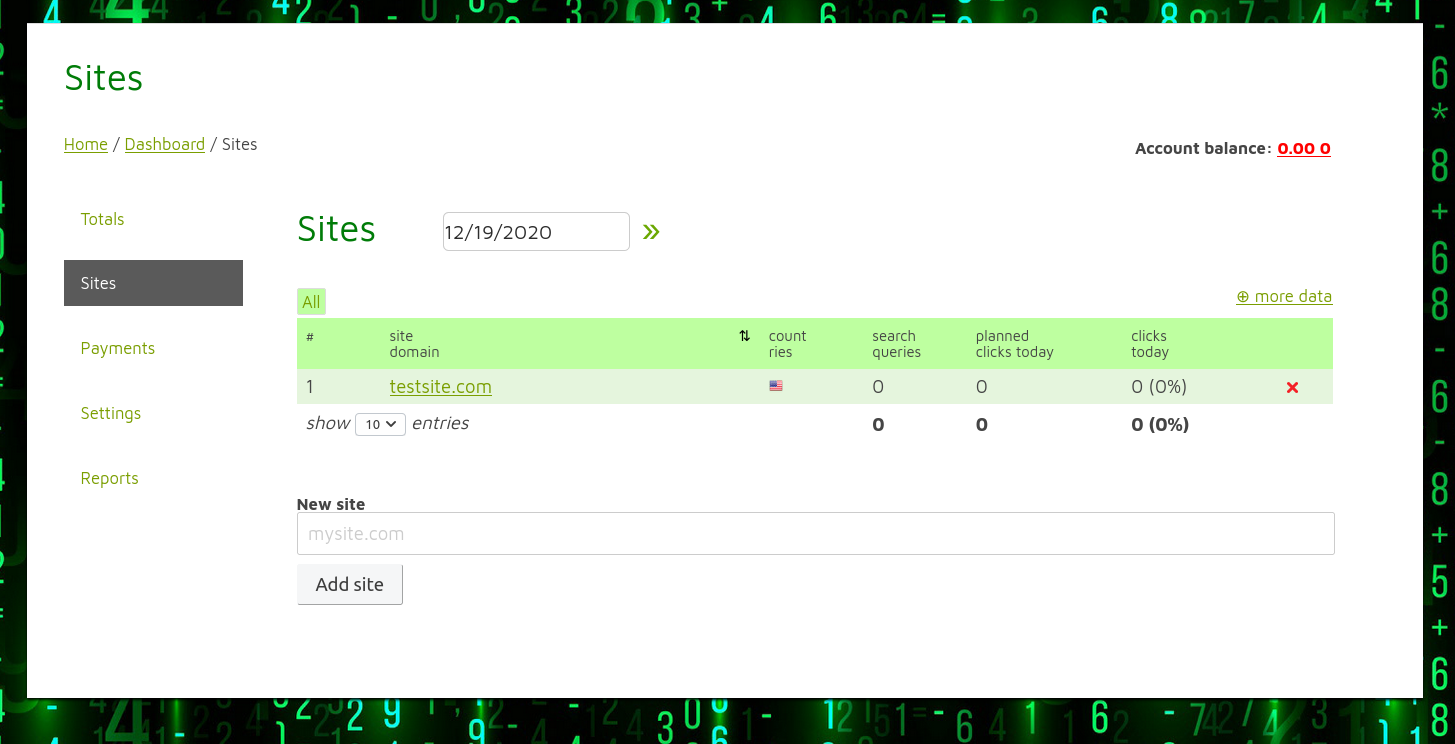 Sites
Home / Dashboard / Sites
Account balance: 0.00 0
Totals
Sites
Payments
Settings
Reports
Sites 12/19/2020 »
All
⊕ more data
# site domain ⇅ count ries search queries planned clicks today clicks today
1 testsite.com 0 0 0 (0%)
show 10 entries 0 0 0 (0%)
New site
mysite.com
Add site